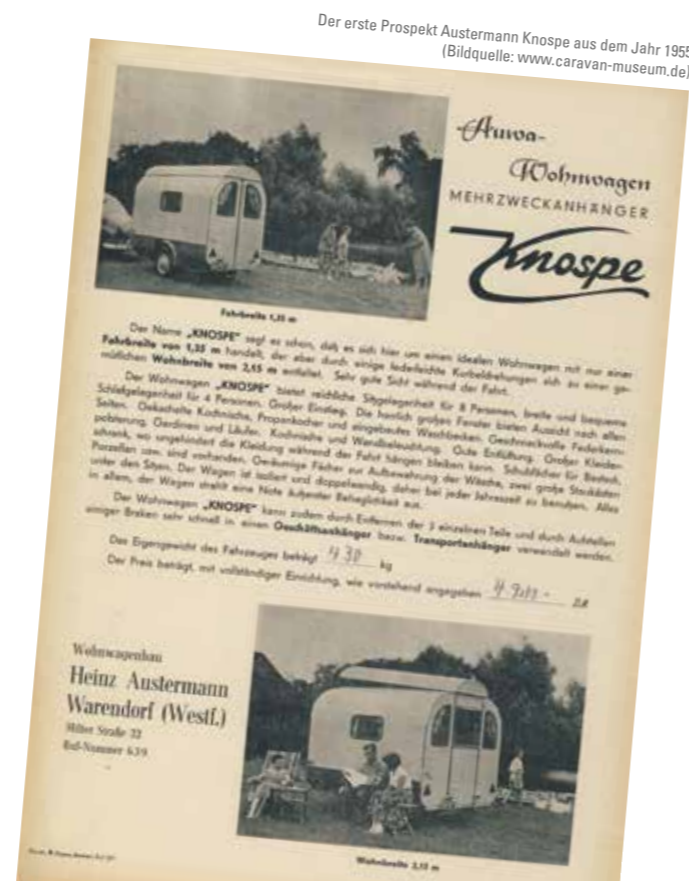 Der erste Prospekt Austermann Knospe aus dem Jahr 1955
(Bildquelle: www.caravan-museum.de)
-Auwa-
Wohnwagen
MEHRZWECKANHÄNGER
Knospe
Fahrbreite 1,35 m
Der Name „KNOSPE" sagt es schon, daß es sich hier um einen idealen Wohnwagen mit nur einer
Fahrbreite von 1,35 m handelt, der aber durch einige federleichte Kurbeldrehungen sich zu einer ge-
mütlichen Wohnbreite von 2,15 m entfaltet. Sehr gute Sicht während der Fahrt.
Der Wohnwagen „KNOSPE" bietet reichliche Sitzgelegenheit für 8 Personen, breite und bequeme
Schlafgelegenheit für 4 Personen. Großer Einstieg. Die herrlich großen Fenster bieten Aussicht nach allen
Seiten. Gekachelte Kochnische, Propankocher und eingebautes Waschbecken. Geschmackvolle Federkern-
polsterung, Gardinen und Läufer. Kochnische und Wandbeleuchtung. Gute Entlüftung. Großer Kleider-
schrank, wo ungehindert die Kleidung während der Fahrt hängen bleiben kann. Schubfächer für Besteck,
Porzellan usw. sind vorhanden. Geräumige Fächer zur Aufbewahrung der Wäsche, zwei große Staukästen
unter den Sitzen. Der Wagen ist isoliert und doppelwandig, daher bei jeder Jahreszeit zu benutzen. Alles
in allem, der Wagen strahlt eine Note äußerster Behaglichkeit aus.
Der Wohnwagen „KNOSPE" kann zudem durch Entfernen der 3 einzelnen Teile und durch Aufstellen
einiger Braken sehr schnell in einen Geschäftsanhänger bezw. Transportanhänger verwandelt werden.
Das Eigengewicht des Fahrzeuges beträgt 430 kg
Der Preis beträgt, mit vollständiger Einrichtung, wie vorstehend angegeben DM
Wohnwagenbau
Heinz Austermann
Warendorf (Westf.)
Milter Straße 32
Ruf-Nummer 639
Wohnbreite 2,15 m